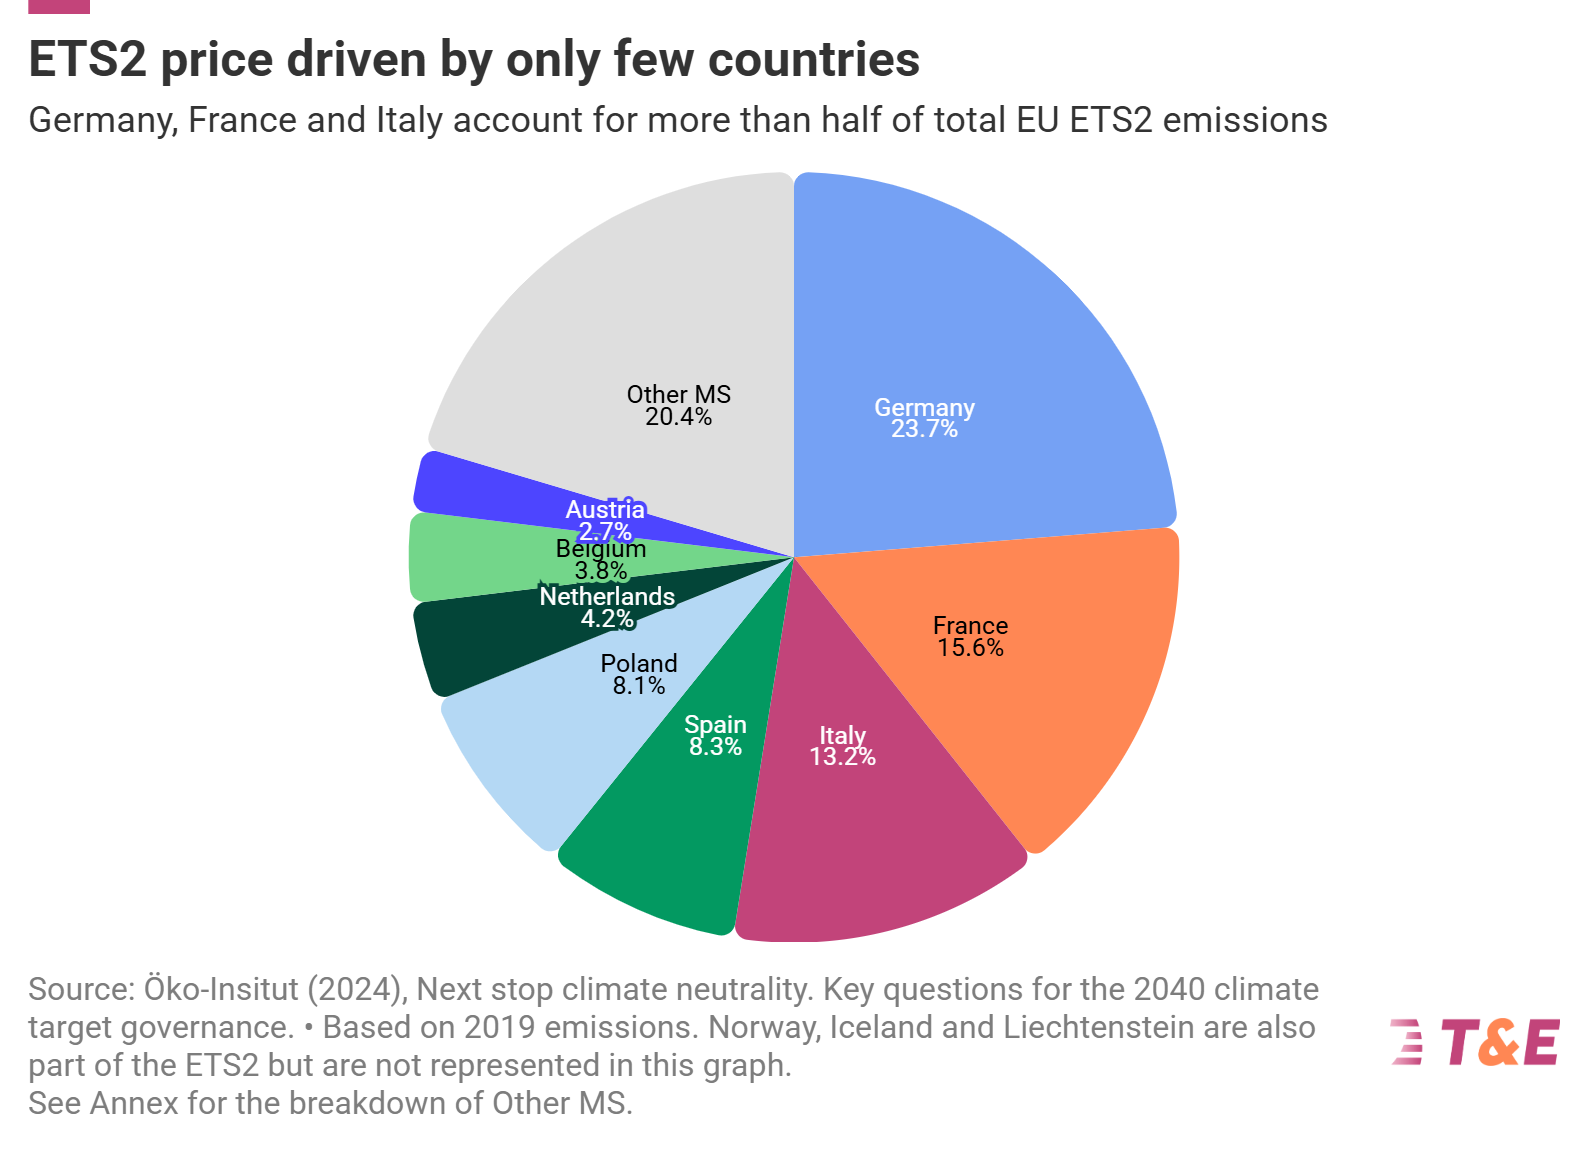 ETS2 price driven by only few countries
Germany, France and Italy account for more than half of total EU ETS2 emissions
Other MS
20.4%
Germany
23.7%
Austria
2.7%
Belgium
3.8%
Netherlands
4.2%
France
15.6%
Poland
8.1%
Spain
8.3%
Italy
13.2%
Source: Öko-Insitut (2024), Next stop climate neutrality. Key questions for the 2040 climate
target governance. • Based on 2019 emissions. Norway, Iceland and Liechtenstein are also
part of the ETS2 but are not represented in this graph.
See Annex for the breakdown of Other MS.
T&E